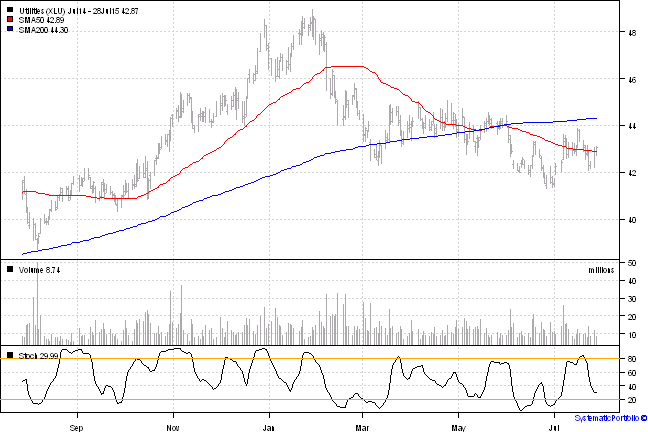 Utilities (XLU) Jul14 - 28Jul15 42.87
SMA50 42.89
SMA200 44.30
48
46
44
42
40
Volume 8.74
millions
50
40
30
20
10
Stoch 29.99
80
60
40
20
Sep
Nov
Jan
Mar
May
Jul
SystematicPortfolio ©